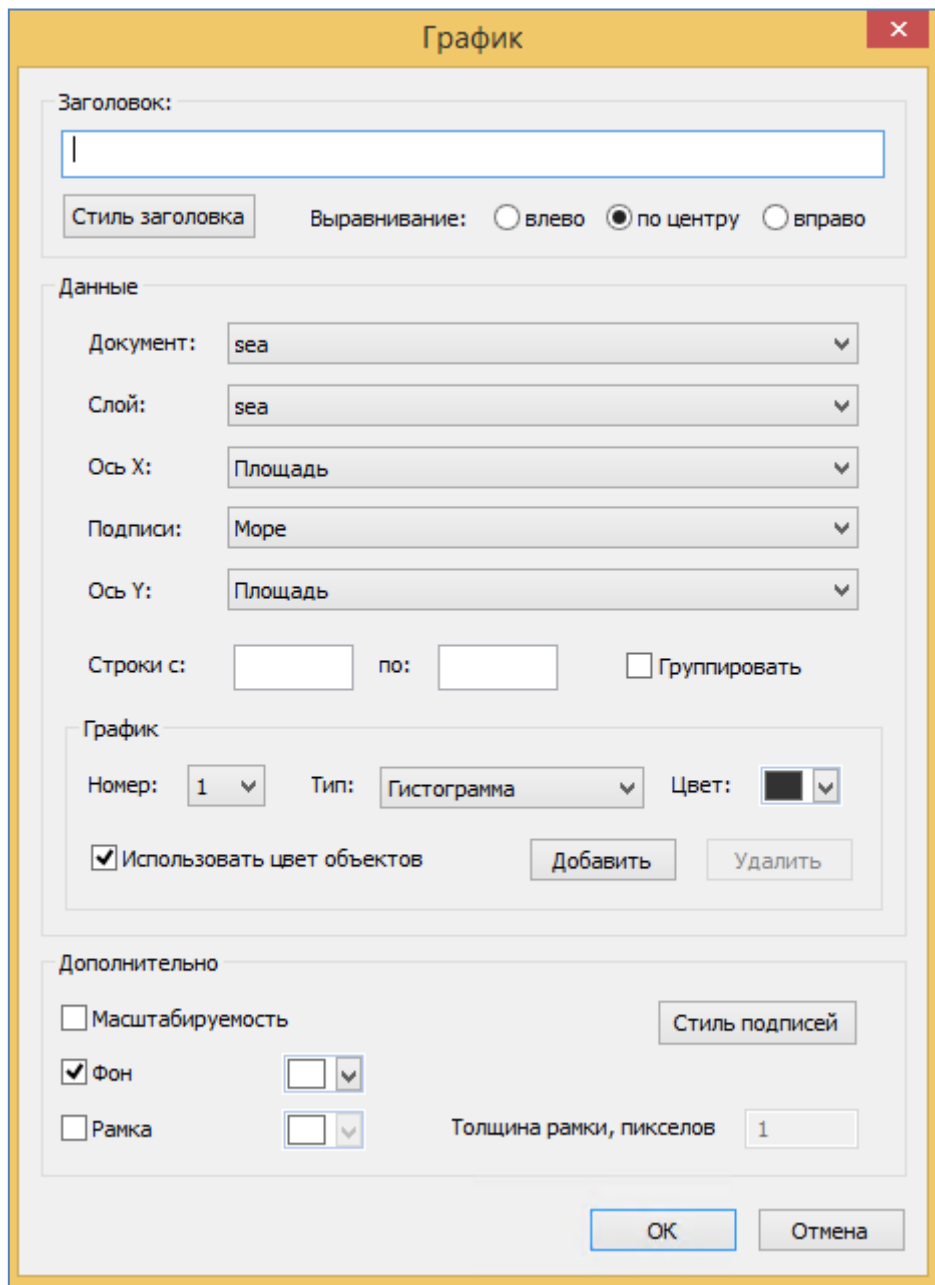 График
Заголовок:
Стиль заголовка Выравнивание: влево по центру вправо
Данные
Документ: sea
Слой: sea
Ось X: Площадь
Подписи: Море
Ось Y: Площадь
Строки с: по: Группировать
График
Номер: 1 Тип: Гистограмма Цвет:
Использовать цвет объектов Добавить Удалить
Дополнительно
Масштабируемость Стиль подписей
Фон
Рамка Толщина рамки, пикселов 1
ОК Отмена